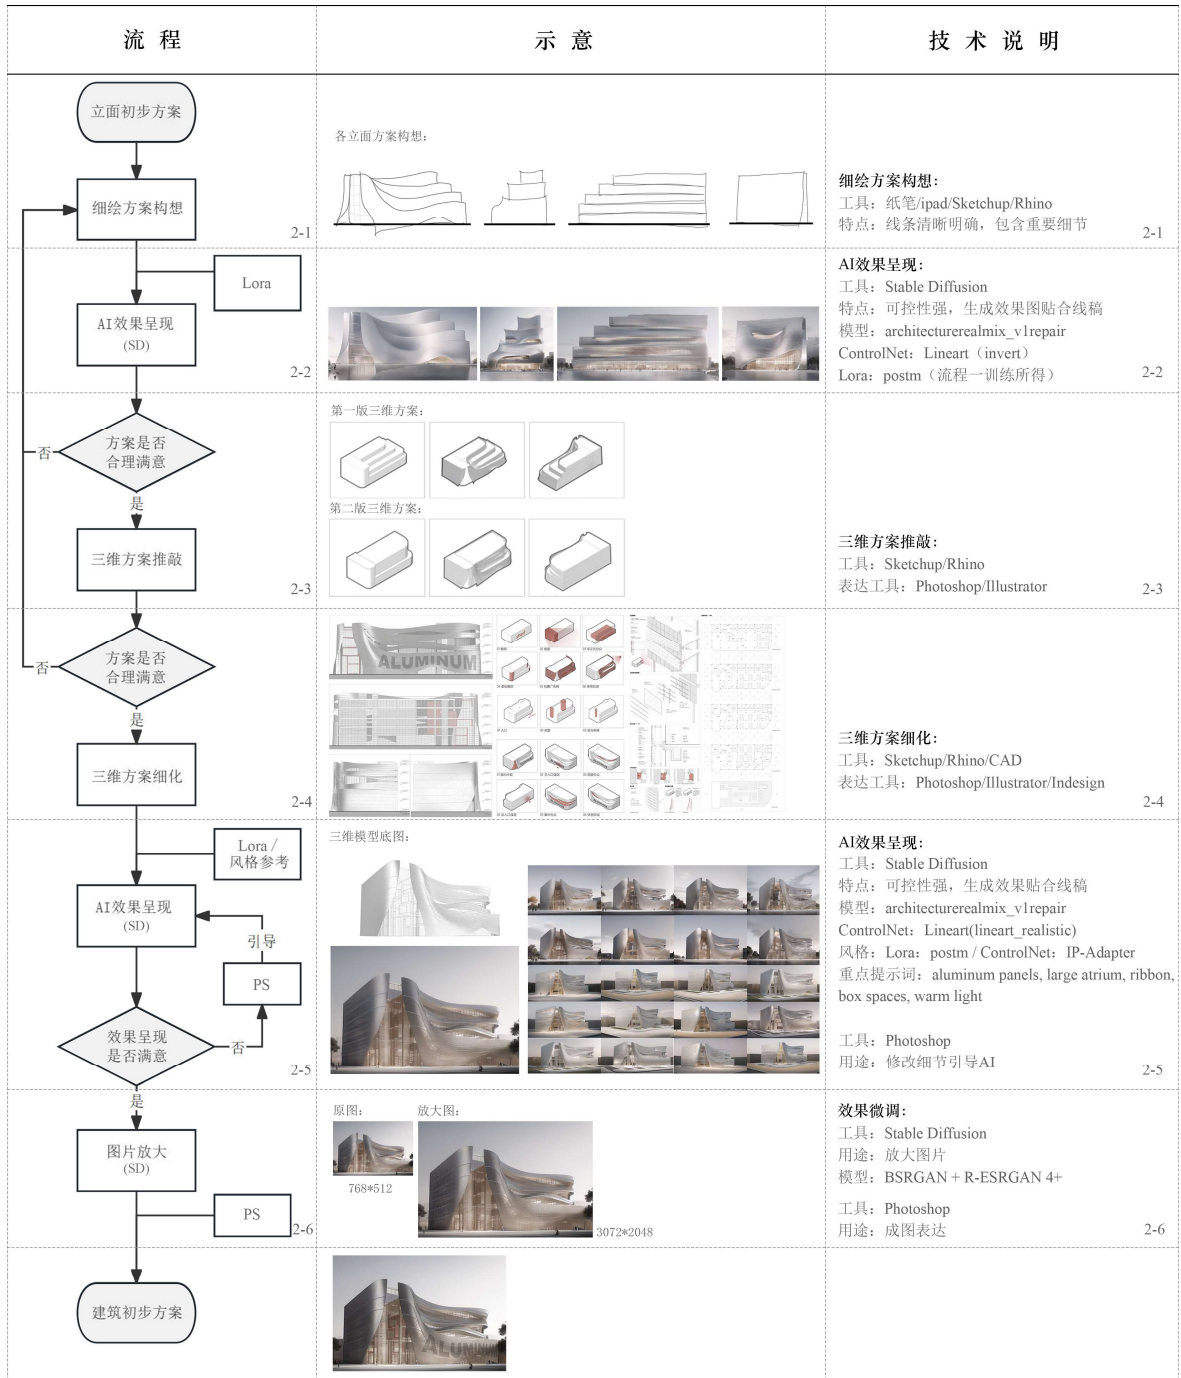 流 程
示 意
技 术 说 明
立面初步方案
细绘方案构想
2-1
各立面方案构想：
细绘方案构想：
工具：纸笔/ipad/Sketchup/Rhino
特点：线条清晰明确，包含重要细节
2-1
Lora
AI效果呈现
(SD)
2-2
AI效果呈现：
工具：Stable Diffusion
特点：可控性强，生成效果图贴合线稿
模型：architecturerealmix_v1repair
ControlNet：Lineart（invert）
Lora：postm（流程一训练所得）
2-2
方案是否
合理满意
否
是
三维方案推敲
2-3
第一版三维方案：
第二版三维方案：
三维方案推敲：
工具：Sketchup/Rhino
表达工具：Photoshop/Illustrator
2-3
方案是否
合理满意
否
是
三维方案细化
2-4
ALUMINUM
三维方案细化：
工具：Sketchup/Rhino/CAD
表达工具：Photoshop/Illustrator/Indesign
2-4
Lora /
风格参考
AI效果呈现
(SD)
引导
PS
效果呈现
是否满意
否
2-5
是
三维模型底图：
AI效果呈现：
工具：Stable Diffusion
特点：可控性强，生成效果贴合线稿
模型：architecturerealmix_v1repair
ControlNet：Lineart(lineart_realistic)
风格：Lora：postm / ControlNet：IP-Adapter
重点提示词：aluminum panels, large atrium, ribbon,
box spaces, warm light
工具：Photoshop
用途：修改细节引导AI
2-5
图片放大
(SD)
PS
2-6
原图：
放大图：
768*512
3072*2048
效果微调：
工具：Stable Diffusion
用途：放大图片
模型：BSRGAN + R-ESRGAN 4+
工具：Photoshop
用途：成图表达
2-6
建筑初步方案
ALUMINUM